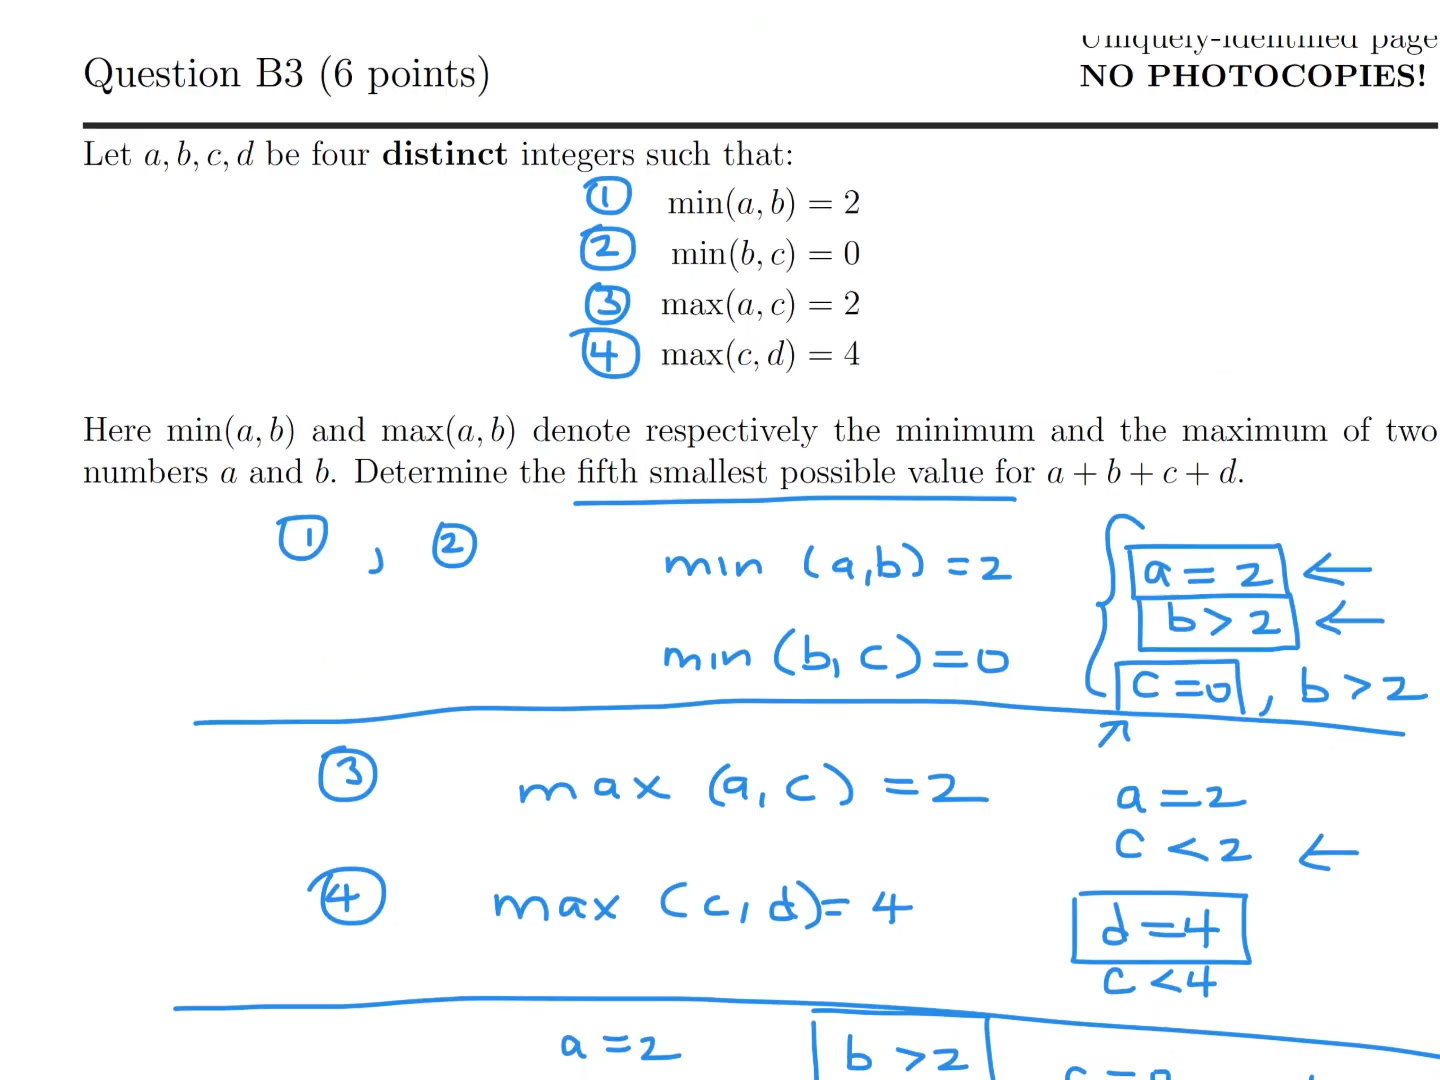 Uniquely-identified page
Question B3 (6 points)
NO PHOTOCOPIES!
Let a, b, c, d be four distinct integers such that:
① min(a, b) = 2
② min(b, c) = 0
③ max(a, c) = 2
④ max(c, d) = 4
Here min(a, b) and max(a, b) denote respectively the minimum and the maximum of two
numbers a and b. Determine the fifth smallest possible value for a + b + c + d.
① , ② min (a,b) = 2 a = 2 ←
b > 2 ←
min (b, c) = 0 c = 0 , b > 2
↗
③ max (a, c) = 2 a = 2
c < 2 ←
④ max (c, d) = 4 d = 4
c < 4
a = 2 b > 2